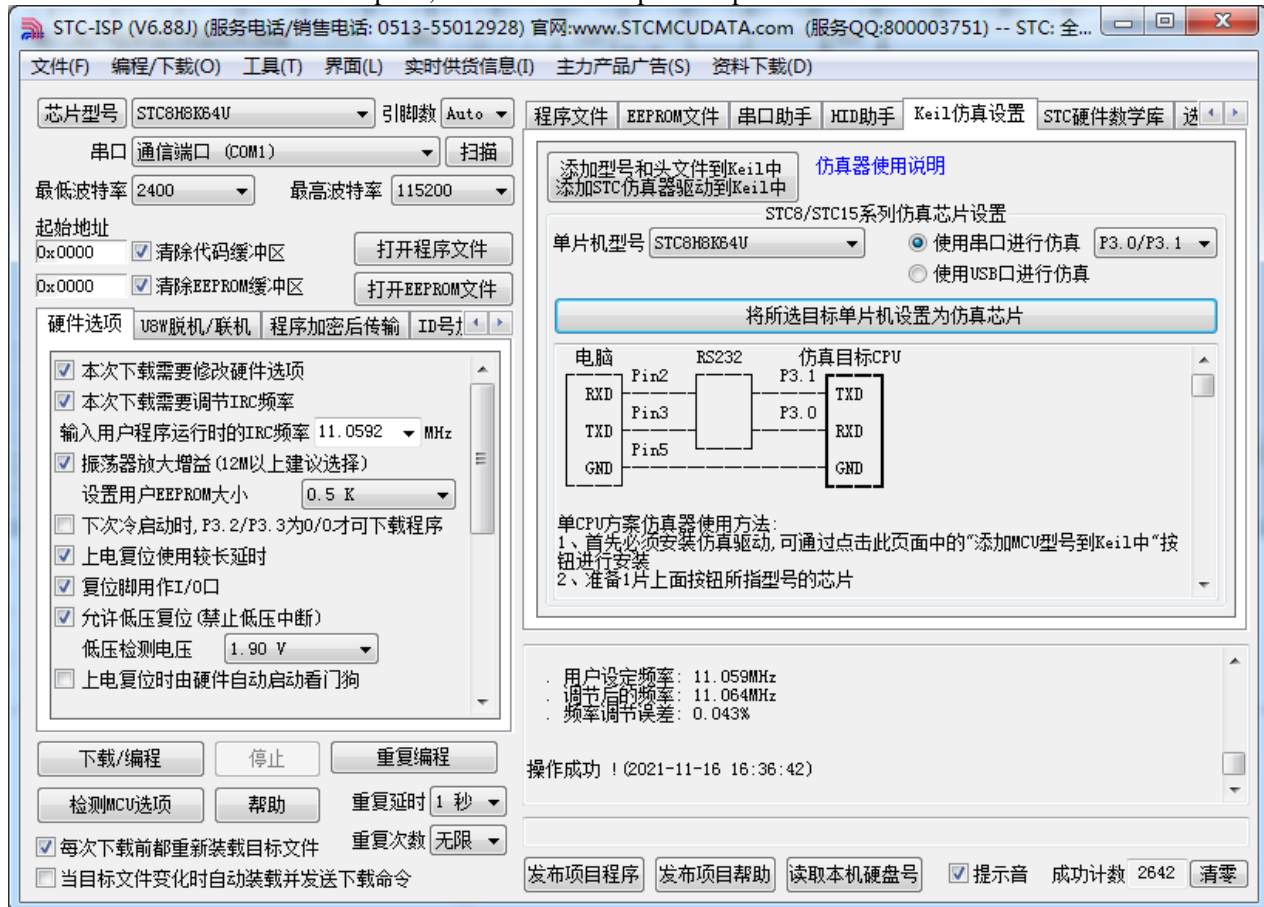 STC-ISP (V6.88J) (服务电话/销售电话: 0513-55012928) 官网:www.STCMCUDATA.com (服务QQ:800003751) -- STC: 全...
文件(F) 编程/下载(O) 工具(T) 界面(L) 实时供货信息(I) 主力产品广告(S) 资料下载(D)
芯片型号 STC8H8K64U 引脚数 Auto
串口 通信端口 (COM1) 扫描
最低波特率 2400 最高波特率 115200
起始地址
0x0000 清除代码缓冲区 打开程序文件
0x0000 清除EEPROM缓冲区 打开EEPROM文件
硬件选项 U8W脱机/联机 程序加密后传输 ID号
本次下载需要修改硬件选项
本次下载需要调节IRC频率
输入用户程序运行时的IRC频率 11.0592 MHz
振荡器放大增益(12M以上建议选择)
设置用户EEPROM大小 0.5 K
下次冷启动时,P3.2/P3.3为0/0才可下载程序
上电复位使用较长延时
复位脚用作I/O口
允许低压复位(禁止低压中断)
低压检测电压 1.90 V
上电复位时由硬件自动启动看门狗
下载/编程 停止 重复编程
检测MCU选项 帮助 重复延时 1 秒
每次下载前都重新装载目标文件 重复次数 无限
当目标文件变化时自动装载并发送下载命令
程序文件 EEPROM文件 串口助手 HID助手 Keil仿真设置 STC硬件数学库 选
添加型号和头文件到Keil中
添加STC仿真器驱动到Keil中
仿真器使用说明
STC8/STC15系列仿真芯片设置
单片机型号 STC8H8K64U 使用串口进行仿真 P3.0/P3.1
使用USB口进行仿真
将所选目标单片机设置为仿真芯片
电脑 RS232 仿真目标CPU
Pin2 P3.1
RXD TXD
Pin3 P3.0
TXD RXD
Pin5
GND GND
单CPU方案仿真器使用方法:
1、首先必须安装仿真驱动,可通过点击此页面中的"添加MCU型号到Keil中"按
钮进行安装
2、准备1片上面按钮所指型号的芯片
. 用户设定频率: 11.059MHz
. 调节后的频率: 11.064MHz
. 频率调节误差: 0.043%
操作成功 !(2021-11-16 16:36:42)
发布项目程序 发布项目帮助 读取本机硬盘号 提示音 成功计数 2642 清零